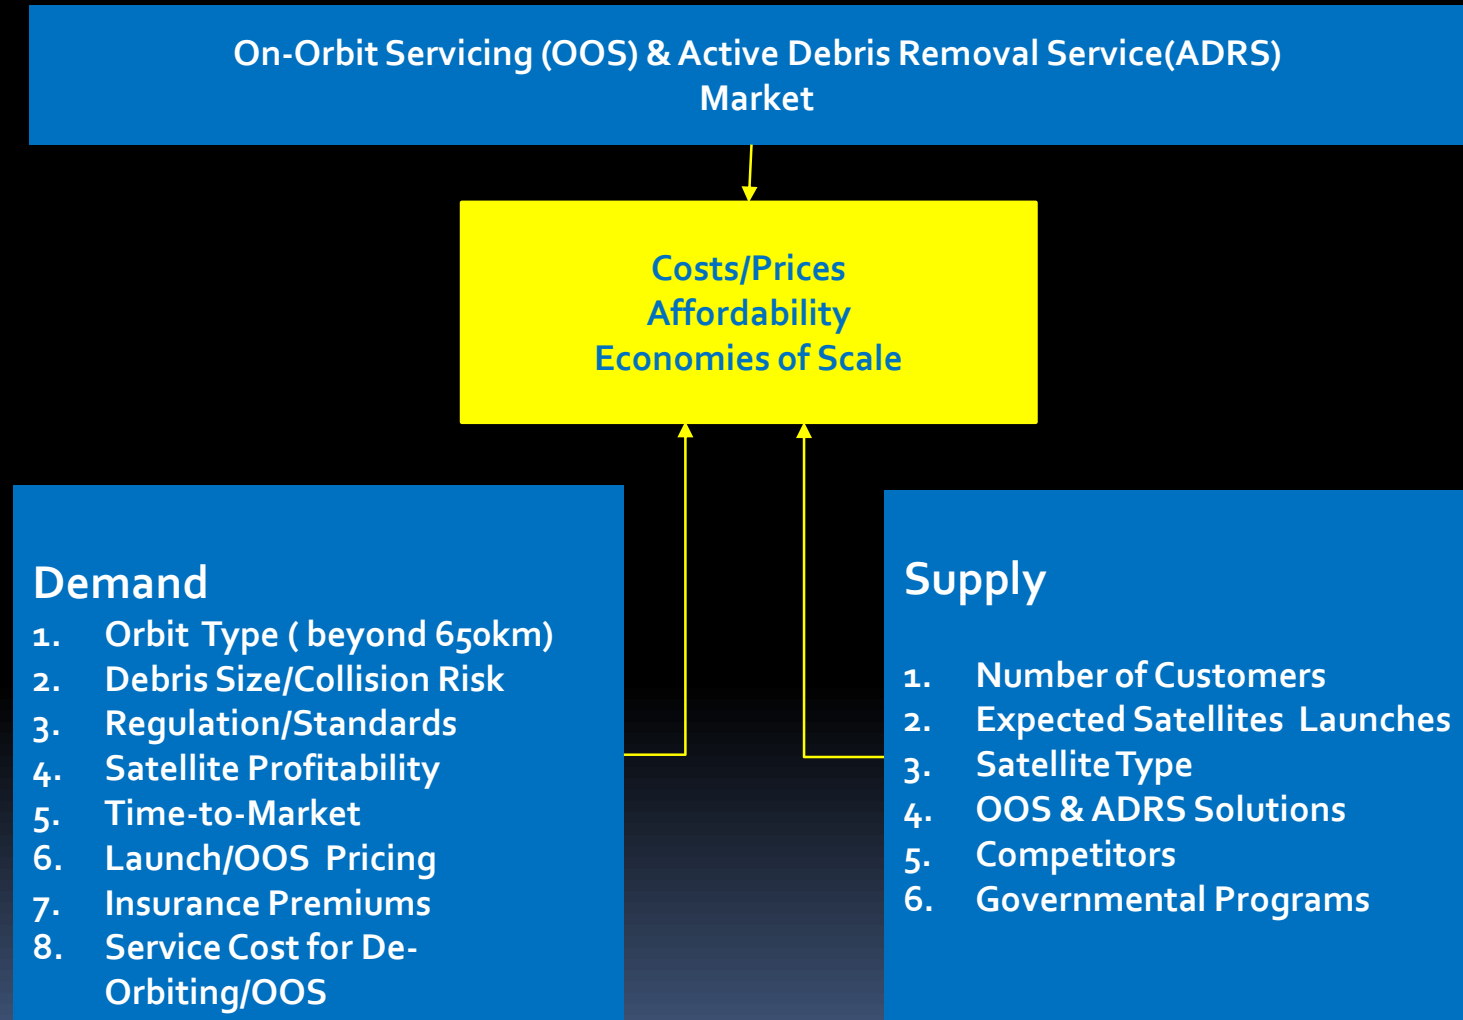 On-Orbit Servicing (OOS) & Active Debris Removal Service(ADRS)
Market
Costs/Prices
Affordability
Economies of Scale
Demand
1. Orbit Type ( beyond 650km)
2. Debris Size/Collision Risk
3. Regulation/Standards
4. Satellite Profitability
5. Time-to-Market
6. Launch/OOS Pricing
7. Insurance Premiums
8. Service Cost for De-
Orbiting/OOS
Supply
1. Number of Customers
2. Expected Satellites Launches
3. Satellite Type
4. OOS & ADRS Solutions
5. Competitors
6. Governmental Programs